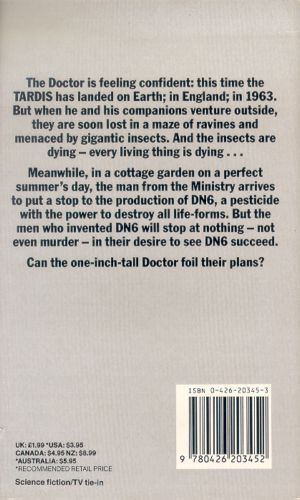 The Doctor is feeling confident: this time the
TARDIS has landed on Earth; in England; in 1963.
But when he and his companions venture outside,
they are soon lost in a maze of ravines and
menaced by gigantic insects. And the insects are
dying – every living thing is dying . . .
Meanwhile, in a cottage garden on a perfect
summer's day, the man from the Ministry arrives
to put a stop to the production of DN6, a pesticide
with the power to destroy all life-forms. But the
men who invented DN6 will stop at nothing – not
even murder – in their desire to see DN6 succeed.
Can the one-inch-tall Doctor foil their plans?
ISBN 0-426-20345-3
9 780426 203452
UK: £1.99 *USA: $3.95
CANADA: $4.95 NZ: $8.99
*AUSTRALIA: $5.95
*RECOMMENDED RETAIL PRICE
Science fiction/TV tie-in